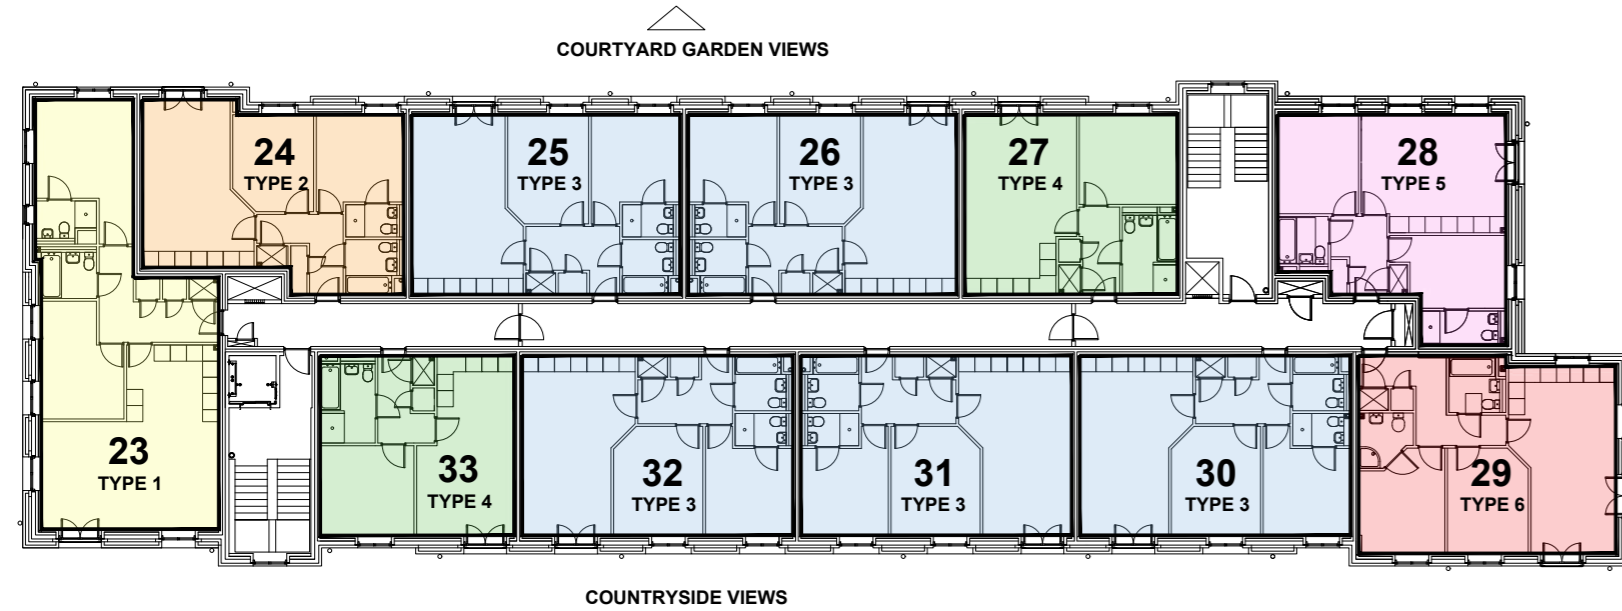 COURTYARD GARDEN VIEWS
24
TYPE 2
25
TYPE 3
26
TYPE 3
27
TYPE 4
28
TYPE 5
23
TYPE 1
33
TYPE 4
32
TYPE 3
31
TYPE 3
30
TYPE 3
29
TYPE 6
COUNTRYSIDE VIEWS